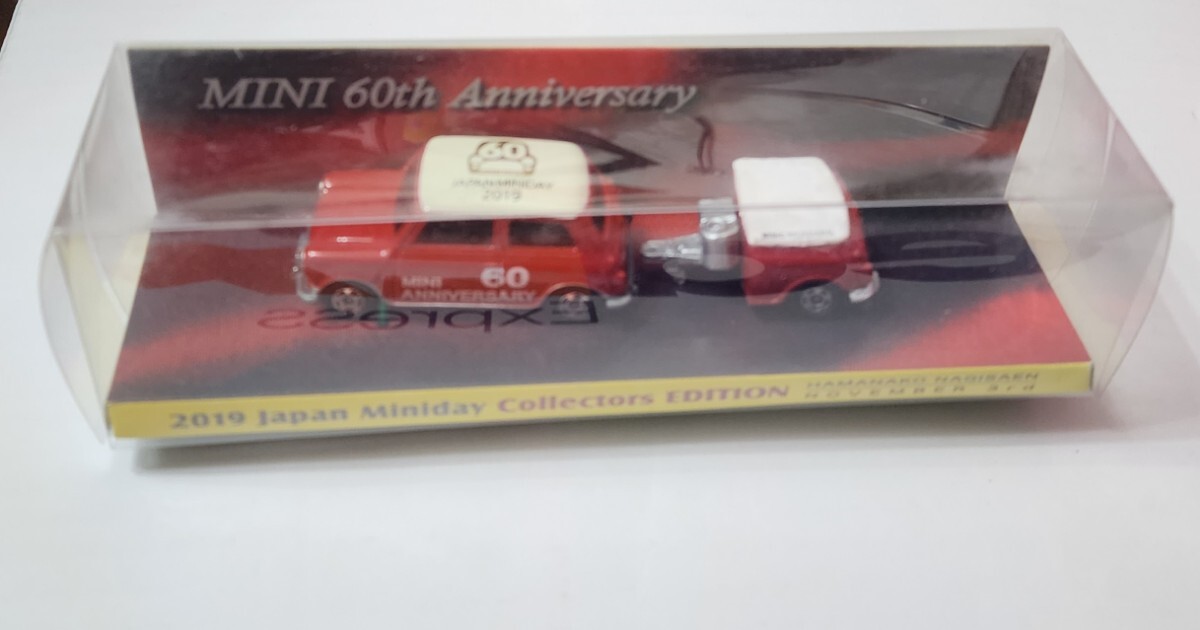 MINI 60th Anniversary
60
JAPAN MINIDAY
2019
MINI 60
ANNIVERSARY
Express
2019 Japan Miniday Collectors EDITION
HAMANAKO NAGISAEN
NOVEMBER 3rd